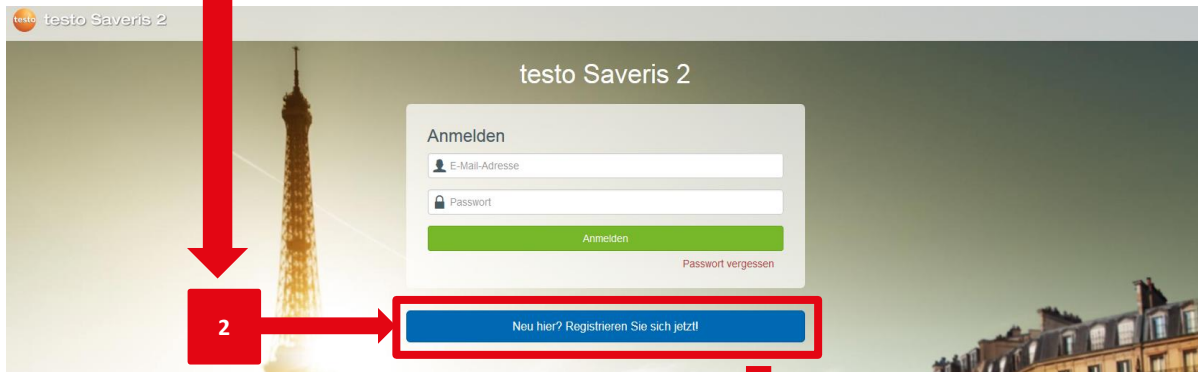 testo testo Saveris 2
testo Saveris 2
Anmelden
E-Mail-Adresse
Passwort
Anmelden
Passwort vergessen
2
Neu hier? Registrieren Sie sich jetzt!